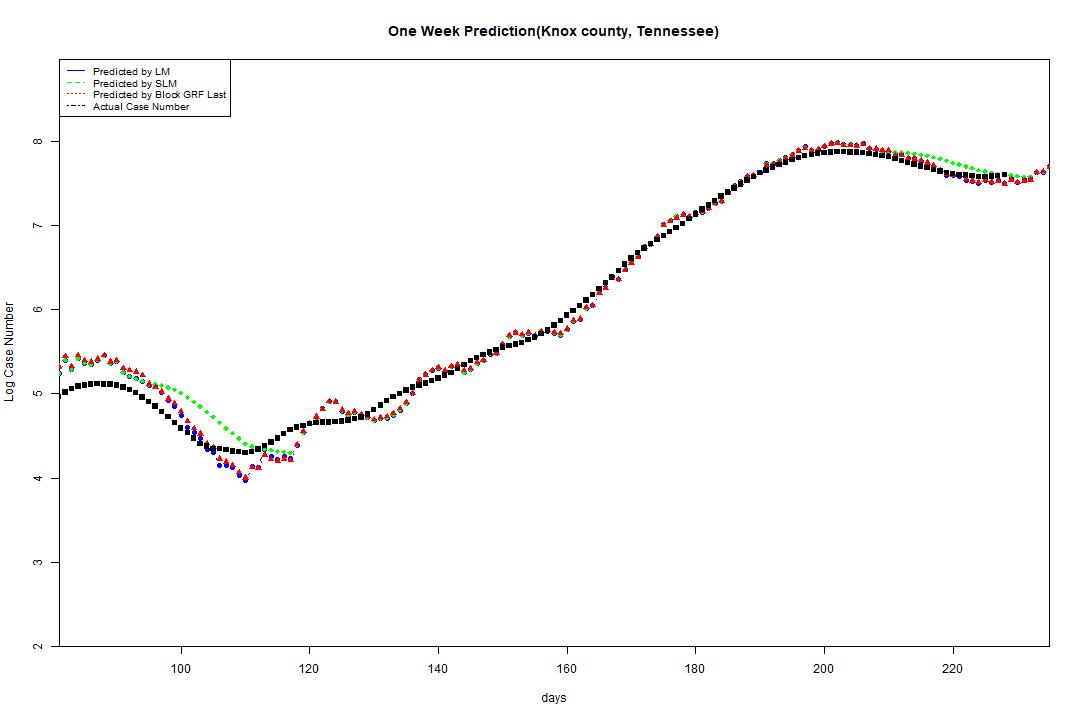 One Week Prediction(Knox county, Tennessee)
Predicted by LM
Predicted by SLM
Predicted by Block GRF Last
Actual Case Number
8
7
6
5
4
3
2
Log Case Number
100 120 140 160 180 200 220
days